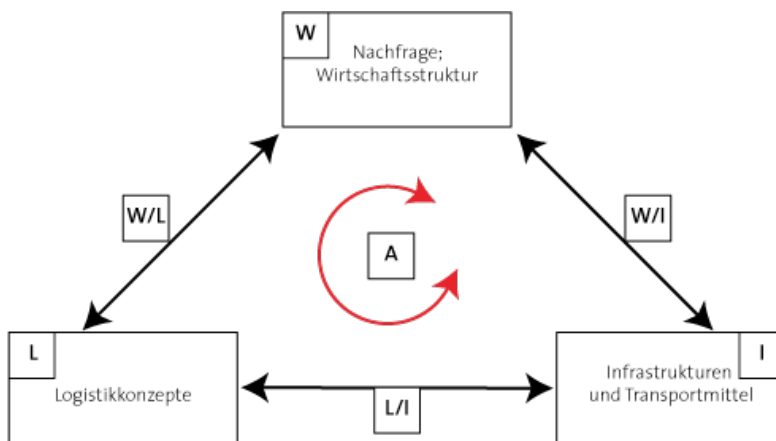 W
Nachfrage;
Wirtschaftsstruktur
W/L
W/I
A
L
Logistikkonzepte
L/I
I
Infrastrukturen
und Transportmittel